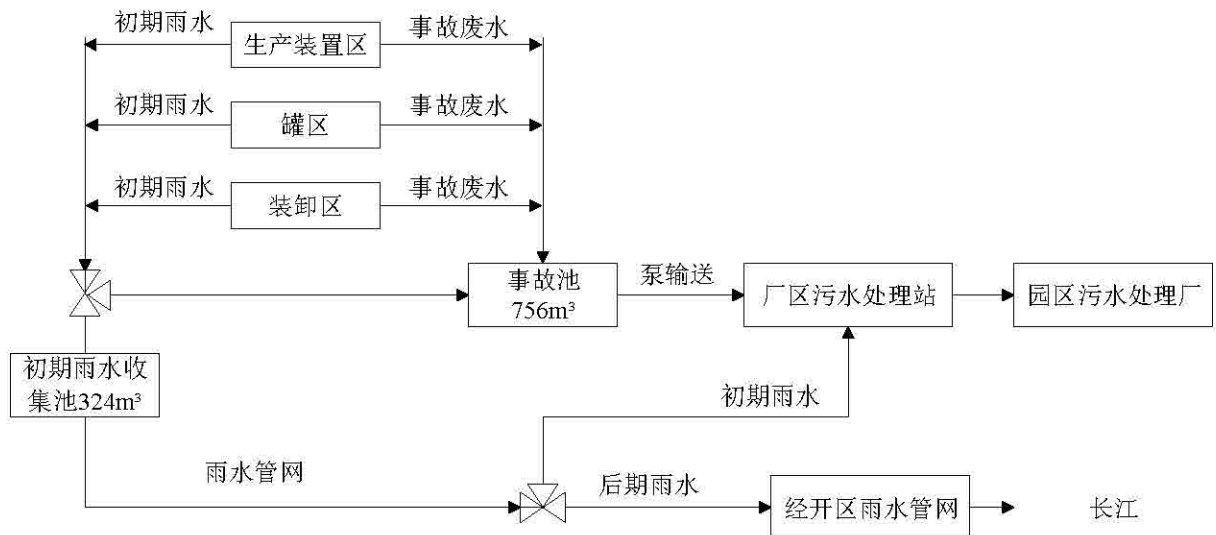 初期雨水
生产装置区
事故废水
初期雨水
罐区
事故废水
初期雨水
装卸区
事故废水
事故池
756m³
泵输送
厂区污水处理站
园区污水处理厂
初期雨水收
集池324m³
初期雨水
雨水管网
后期雨水
经开区雨水管网
长江